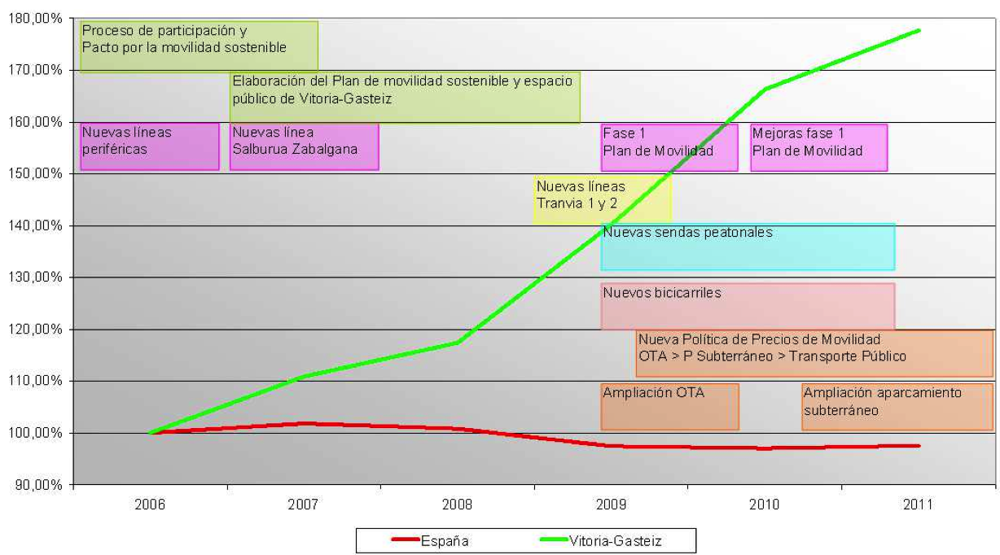 180,00%
170,00%
160,00%
150,00%
140,00%
130,00%
120,00%
110,00%
100,00%
90,00%
Proceso de participación y
Pacto por la movilidad sostenible
Elaboración del Plan de movilidad sostenible y espacio
público de Vitoria-Gasteiz
Nuevas líneas
periféricas
Nuevas línea
Salburua Zabalgana
Fase 1
Plan de Movilidad
Mejoras fase 1
Plan de Movilidad
Nuevas líneas
Tranvia 1 y 2
Nuevas sendas peatonales
Nuevos bicicarriles
Nueva Política de Precios de Movilidad
OTA > P Subterráneo > Transporte Público
Ampliación OTA
Ampliación aparcamiento
subterráneo
2006 2007 2008 2009 2010 2011
España Vitoria-Gasteiz